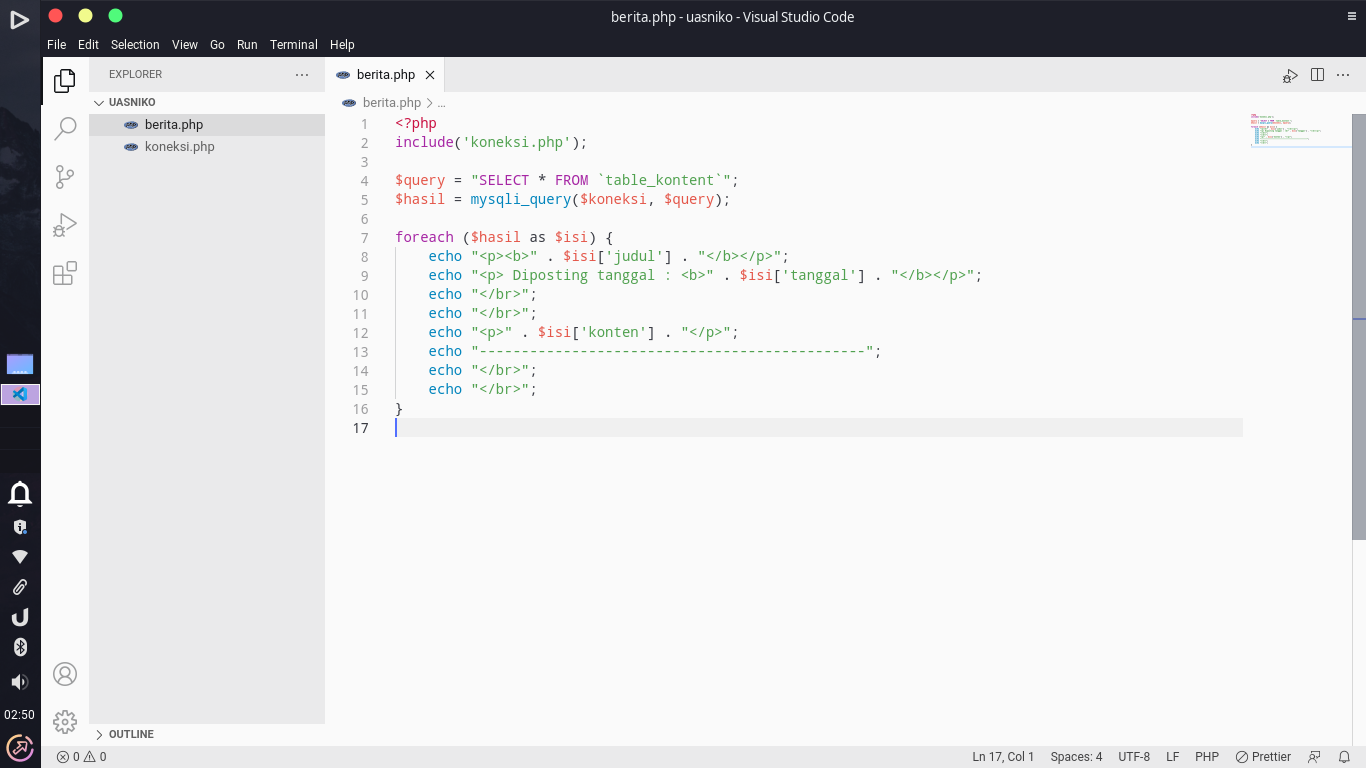 berita.php - uasniko - Visual Studio Code
File Edit Selection View Go Run Terminal Help
EXPLORER
UASNIKO
berita.php
koneksi.php
OUTLINE
berita.php
berita.php > ...
1 <?php
2 include('koneksi.php');
3
4 $query = "SELECT * FROM `table_kontent`";
5 $hasil = mysqli_query($koneksi, $query);
6
7 foreach ($hasil as $isi) {
8     echo "<p><b>" . $isi['judul'] . "</b></p>";
9     echo "<p> Diposting tanggal : <b>" . $isi['tanggal'] . "</b></p>";
10     echo "</br>";
11     echo "</br>";
12     echo "<p>" . $isi['konten'] . "</p>";
13     echo "----------------------------------------------";
14     echo "</br>";
15     echo "</br>";
16 }
17
02:50
0 0
Ln 17, Col 1 Spaces: 4 UTF-8 LF PHP Prettier